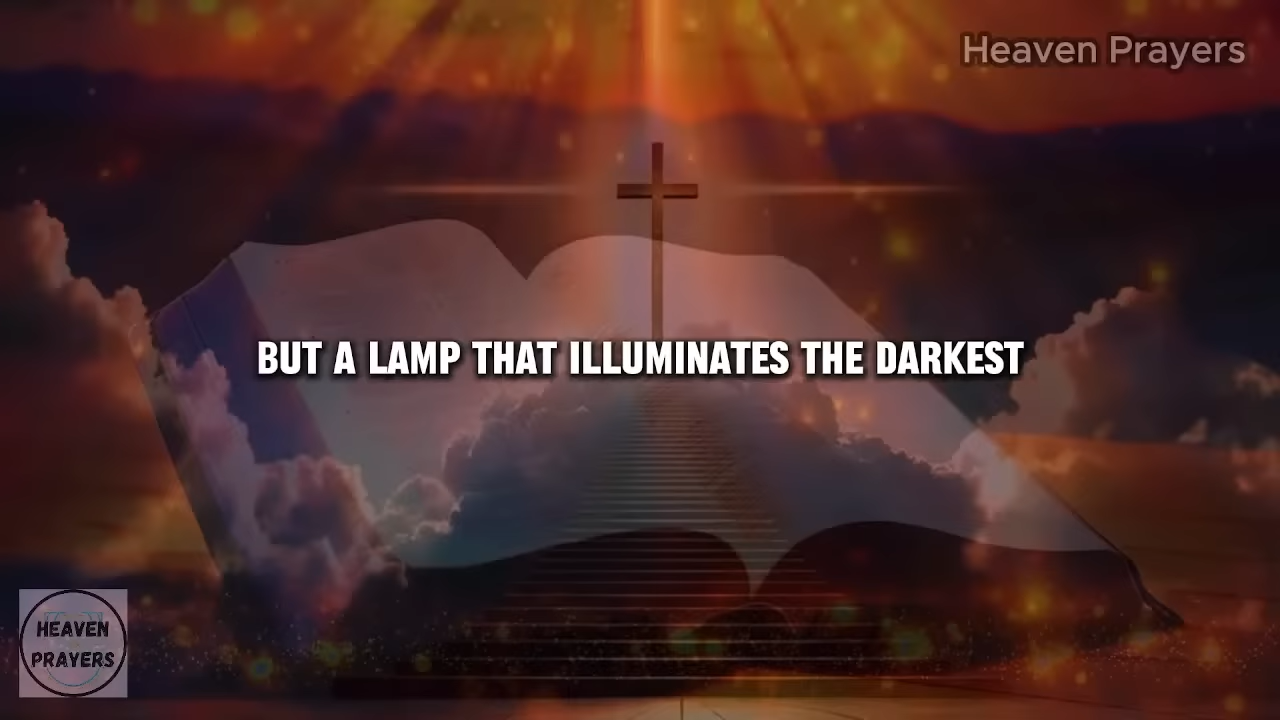 Heaven Prayers
BUT A LAMP THAT ILLUMINATES THE DARKEST
HEAVEN
PRAYERS